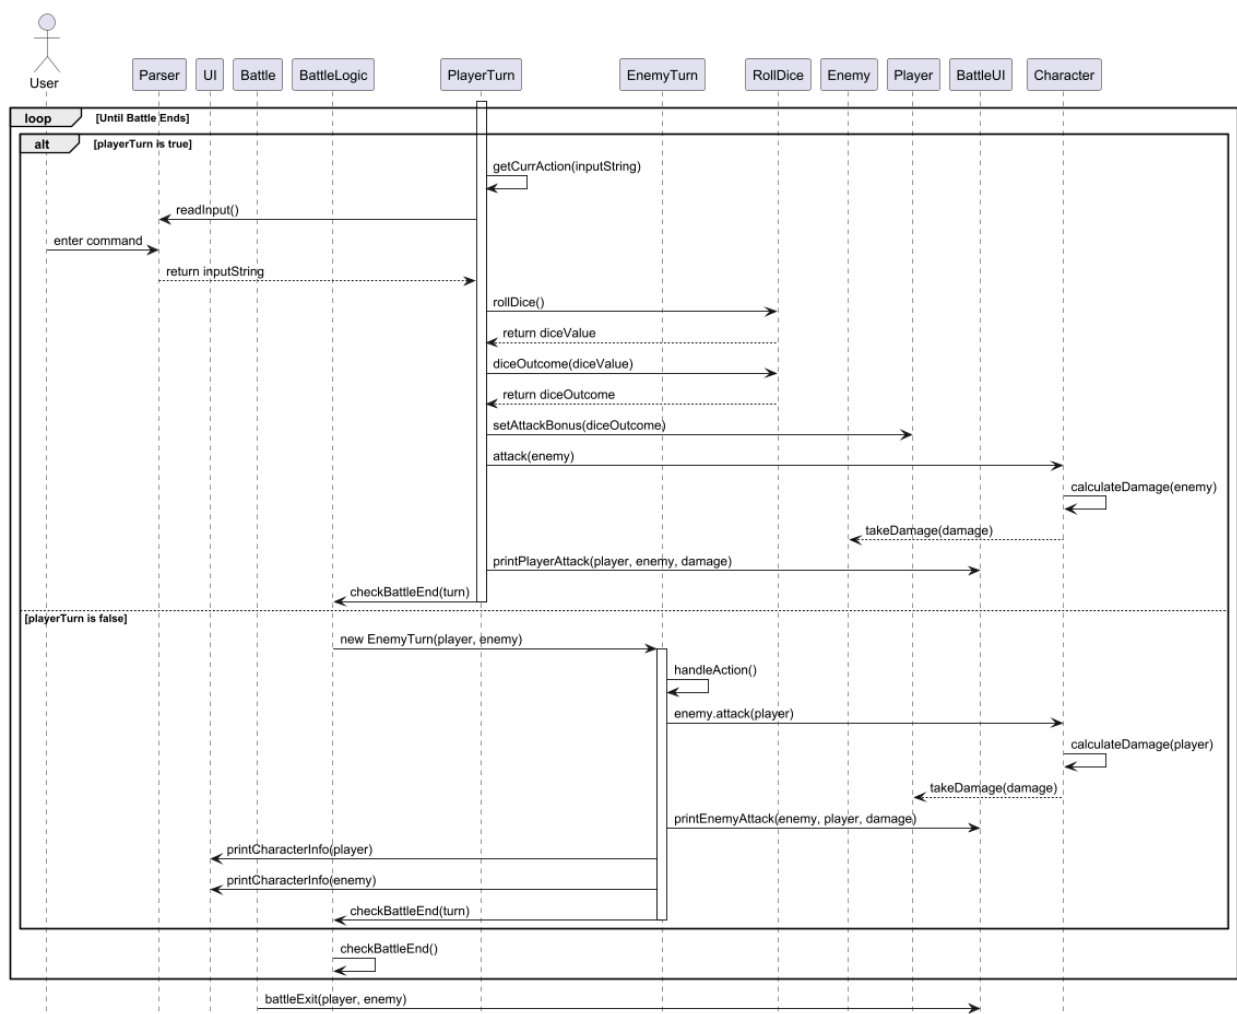 User
Parser
UI
Battle
BattleLogic
PlayerTurn
EnemyTurn
RollDice
Enemy
Player
BattleUI
Character
loop [Until Battle Ends]
alt [playerTurn is true]
getCurrAction(inputString)
readInput()
enter command
return inputString
rollDice()
return diceValue
diceOutcome(diceValue)
return diceOutcome
setAttackBonus(diceOutcome)
attack(enemy)
calculateDamage(enemy)
takeDamage(damage)
printPlayerAttack(player, enemy, damage)
checkBattleEnd(turn)
[playerTurn is false]
new EnemyTurn(player, enemy)
handleAction()
enemy.attack(player)
calculateDamage(player)
takeDamage(damage)
printEnemyAttack(enemy, player, damage)
printCharacterInfo(player)
printCharacterInfo(enemy)
checkBattleEnd(turn)
checkBattleEnd()
battleExit(player, enemy)